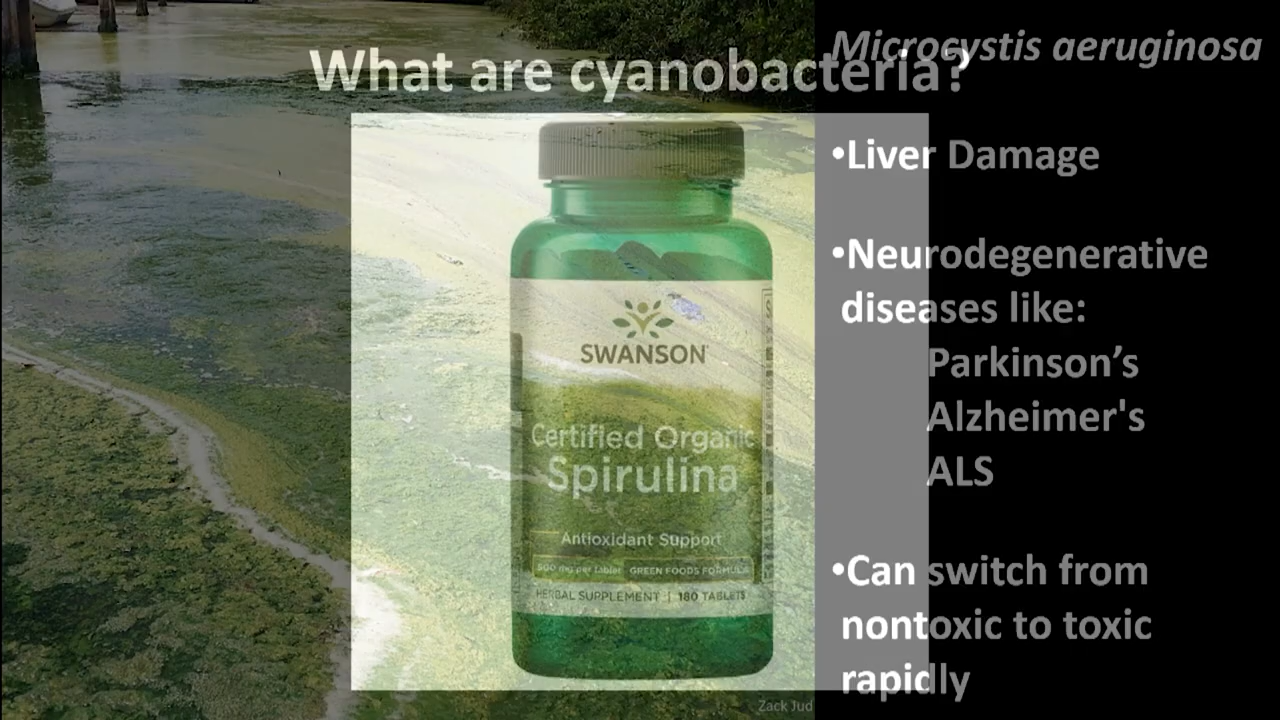 Microcystis aeruginosa
What are cyanobacteria?
•Liver Damage
•Neurodegenerative
diseases like:
Parkinson’s
Alzheimer's
ALS
•Can switch from
nontoxic to toxic
rapidly
SWANSON
Certified Organic
Spirulina
Antioxidant Support
500 mg per tablet GREEN FOODS FORMULA
HERBAL SUPPLEMENT | 180 TABLETS
Zack Jud